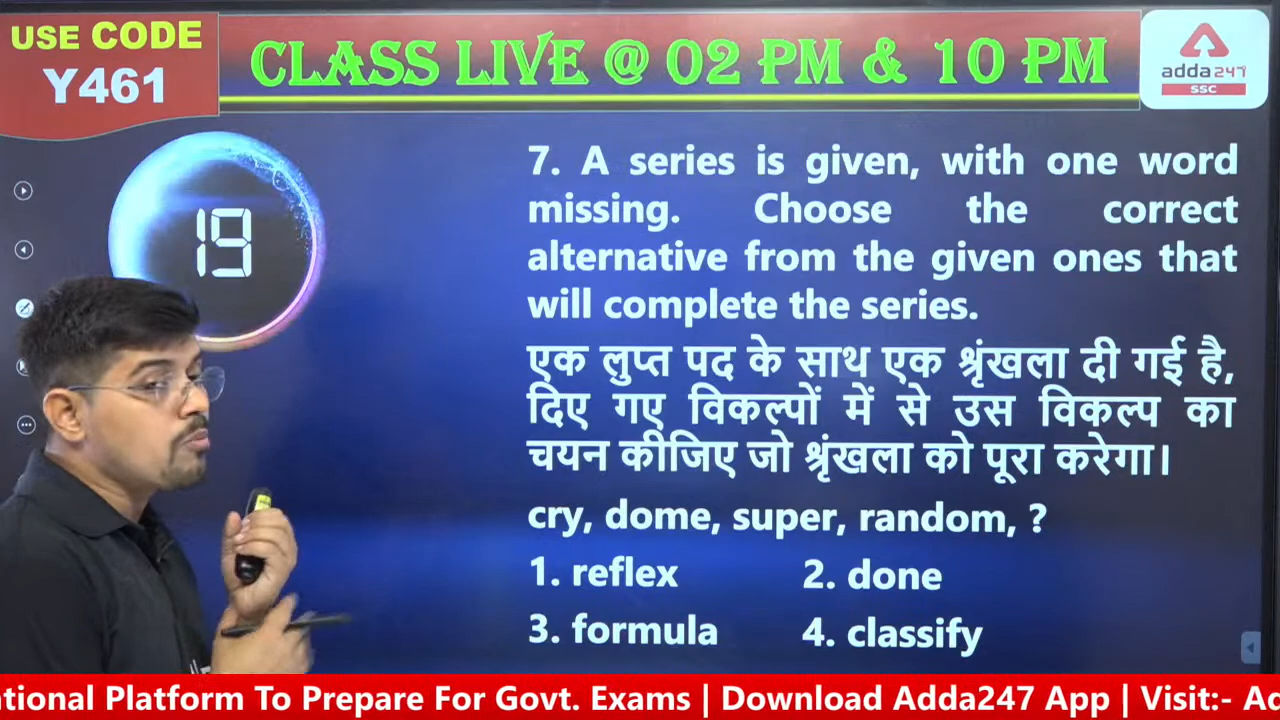 USE CODE
Y461
CLASS LIVE @ 02 PM & 10 PM
adda247
SSC
19
7. A series is given, with one word
missing. Choose the correct
alternative from the given ones that
will complete the series.
एक लुप्त पद के साथ एक श्रृंखला दी गई है,
दिए गए विकल्पों में से उस विकल्प का
चयन कीजिए जो श्रृंखला को पूरा करेगा।
cry, dome, super, random, ?
1. reflex 2. done
3. formula 4. classify
ational Platform To Prepare For Govt. Exams | Download Adda247 App | Visit:- Ad